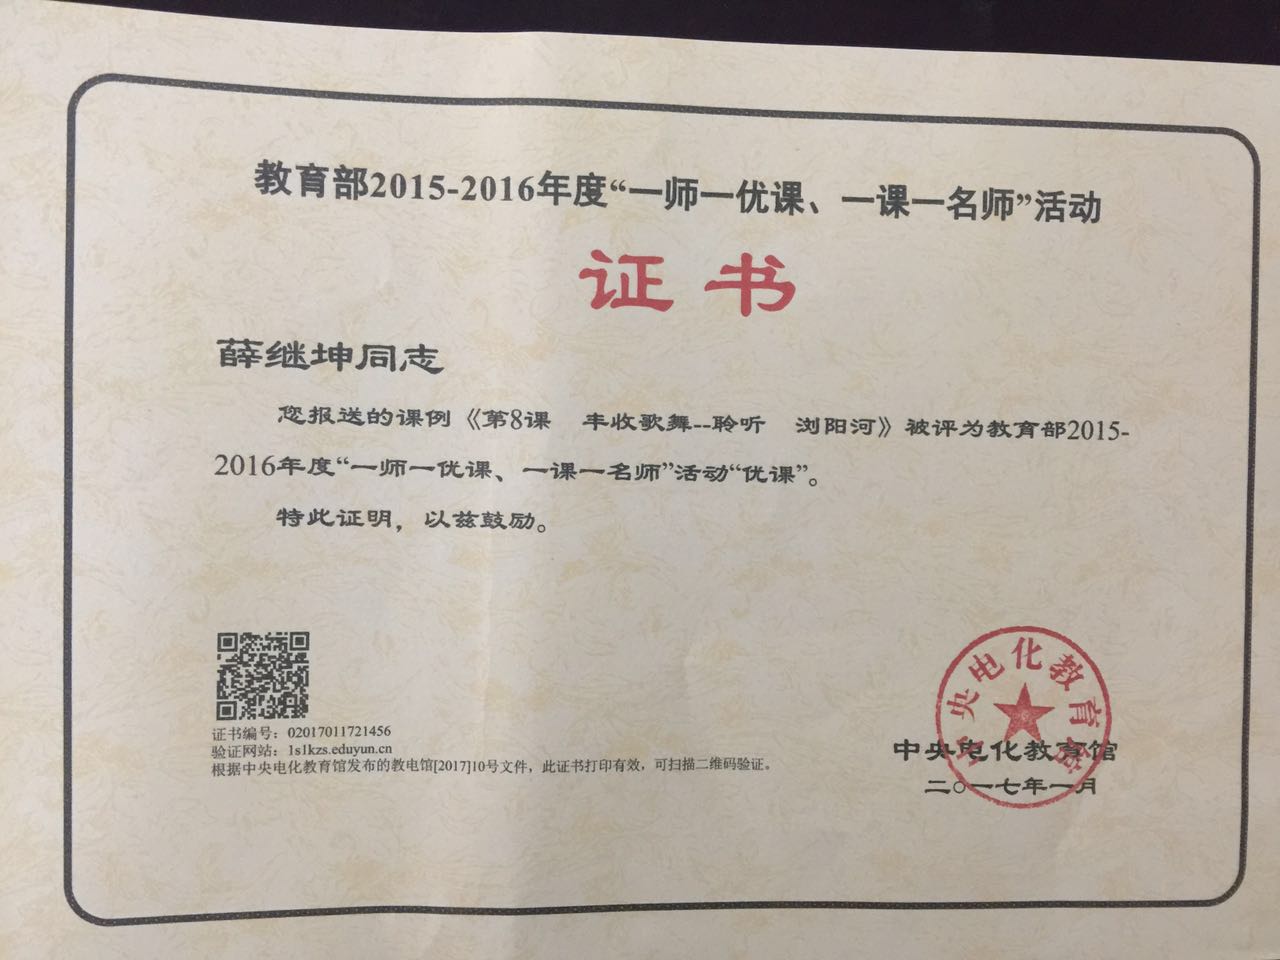 教育部2015-2016年度“一师一优课、一课一名师”活动
证书
薛继坤同志
您报送的课例《第8课　丰收歌舞--聆听　浏阳河》被评为教育部2015-
2016年度“一师一优课、一课一名师”活动“优课”。
特此证明，以兹鼓励。
证书编号：02017011721456
验证网站：1s1kzs.eduyun.cn
根据中央电化教育馆发布的教电馆[2017]10号文件，此证书打印有效，可扫描二维码验证。
中央电化教育馆
中央电化教育馆
二○一七年一月